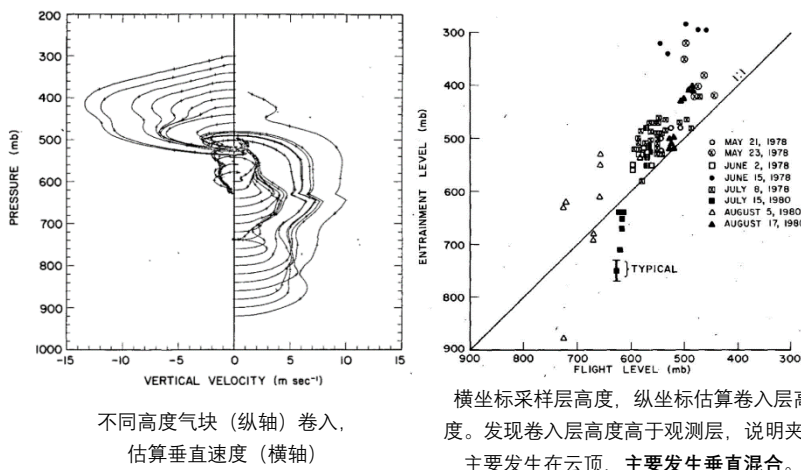 300
400
500
600
700
800
900
1000
PRESSURE (mb)
-15
-10
-5
0
5
10
15
VERTICAL VELOCITY (m sec⁻¹)
不同高度气块（纵轴）卷入，
估算垂直速度（横轴）
300
400
500
600
700
800
900
ENTRAINMENT LEVEL (mb)
1:1
MAY 21, 1978
MAY 23, 1978
JUNE 2, 1978
JUNE 15, 1978
JULY 8, 1978
JULY 15, 1980
AUGUST 5, 1980
AUGUST 17, 1980
TYPICAL
900
800
700
600
500
400
300
FLIGHT LEVEL (mb)
横坐标采样层高度，纵坐标估算卷入层高
度。发现卷入层高度高于观测层，说明夹
主要发生在云顶，主要发生垂直混合。